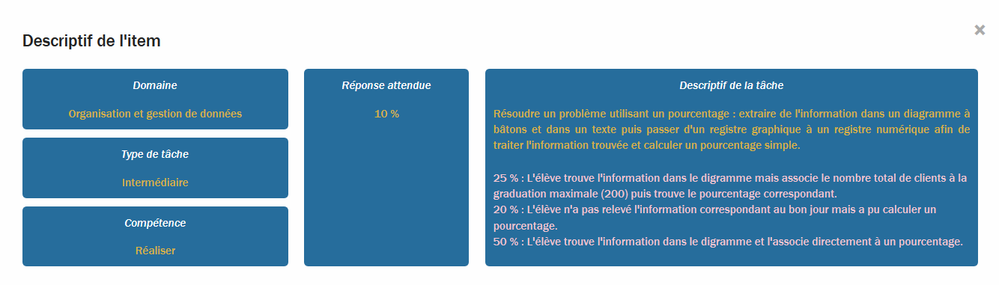 Descriptif de l'item
×
Domaine
Organisation et gestion de données
Type de tâche
Intermédiaire
Compétence
Réaliser
Réponse attendue
10 %
Descriptif de la tâche
Résoudre un problème utilisant un pourcentage : extraire de l'information dans un diagramme à
bâtons et dans un texte puis passer d'un registre graphique à un registre numérique afin de
traiter l'information trouvée et calculer un pourcentage simple.
25 % : L'élève trouve l'information dans le digramme mais associe le nombre total de clients à la
graduation maximale (200) puis trouve le pourcentage correspondant.
20 % : L'élève n'a pas relevé l'information correspondant au bon jour mais a pu calculer un
pourcentage.
50 % : L'élève trouve l'information dans le digramme et l'associe directement à un pourcentage.